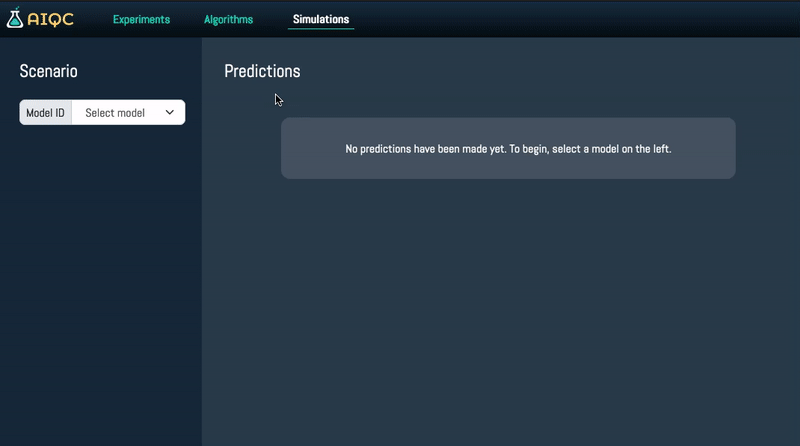 AIQC
Experiments
Algorithms
Simulations
Scenario
Model ID
Select model
Predictions
No predictions have been made yet. To begin, select a model on the left.